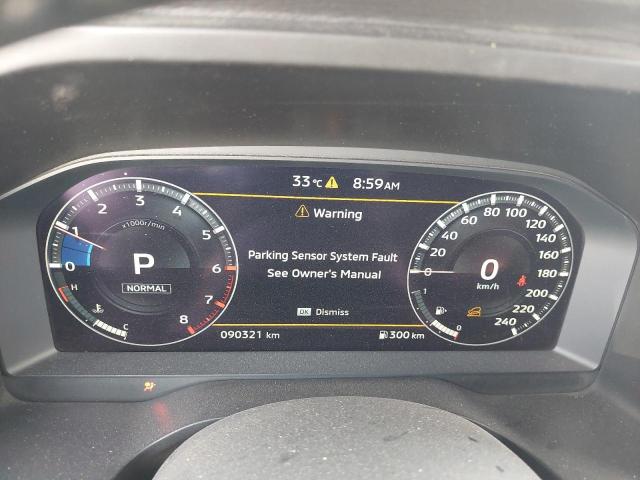 33°C 8:59AM
Warning
Parking Sensor System Fault
See Owner's Manual
OK Dismiss
090321 km
300 km
0 1 2 3 4 5 6 7 8
x1000r/min
P
NORMAL
H
C
0 20 40 60 80 100 120 140 160 180 200 220 240
0
km/h
1
0